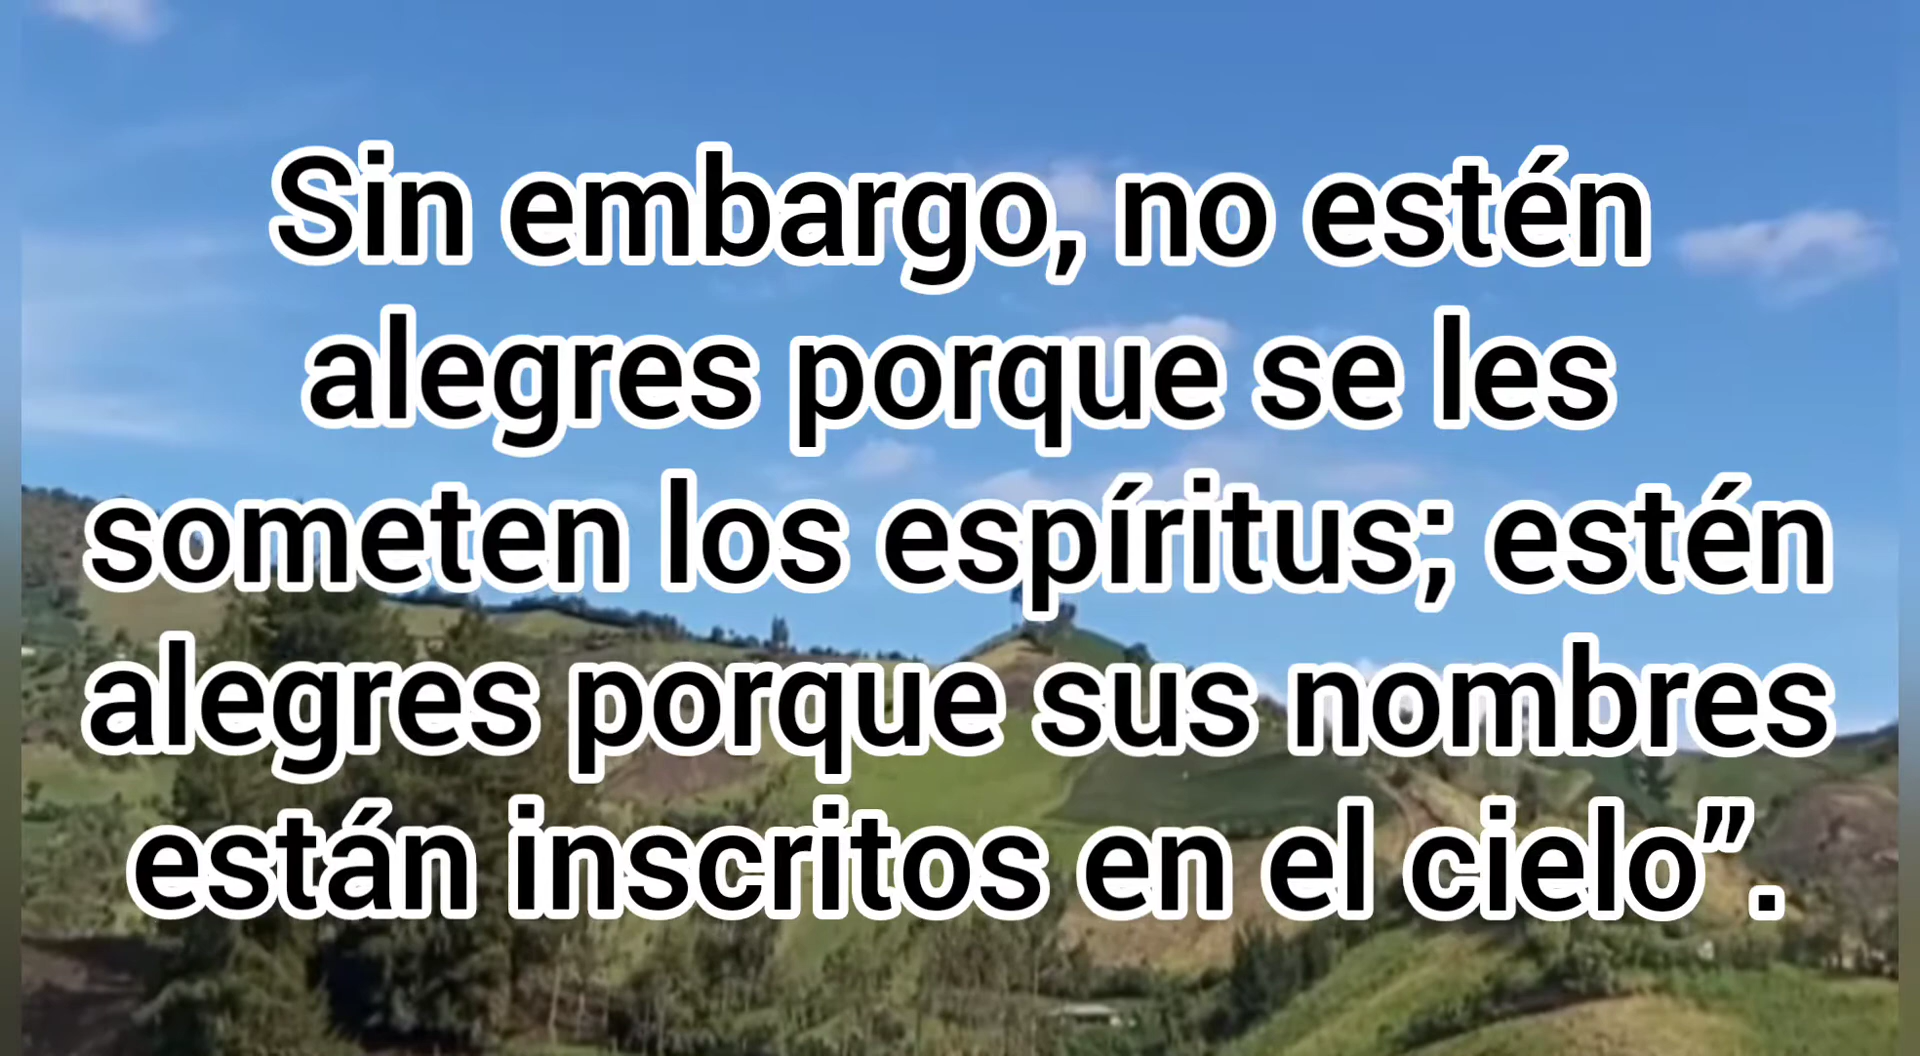 Sin embargo, no estén
alegres porque se les
someten los espíritus; estén
alegres porque sus nombres
están inscritos en el cielo”.